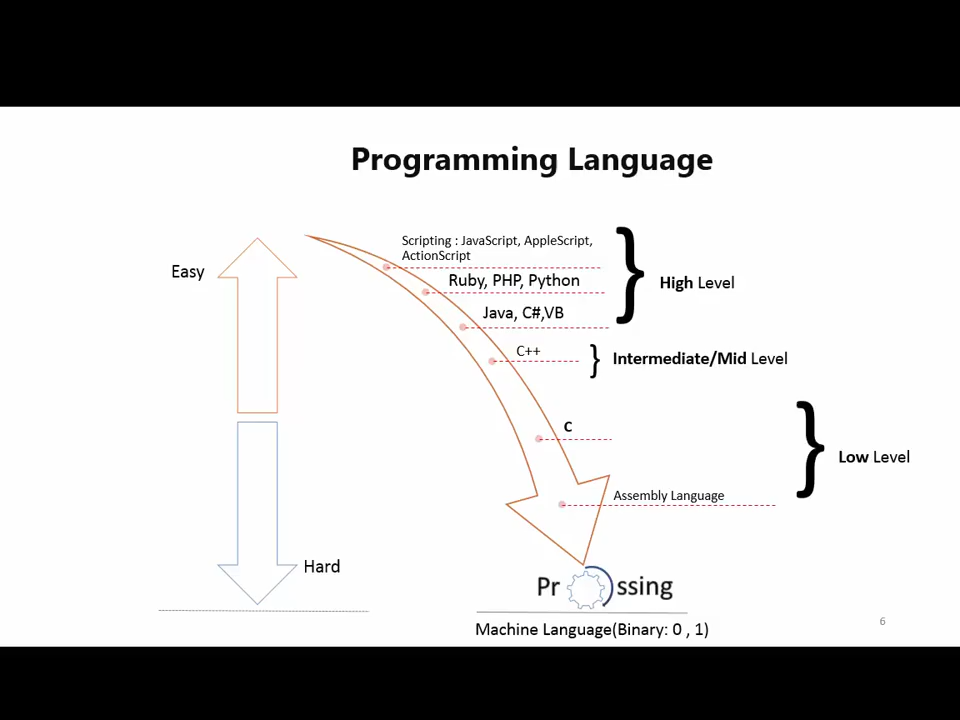 Programming Language
Scripting : JavaScript, AppleScript,
ActionScript
Easy
Ruby, PHP, Python
High Level
Java, C#,VB
C++
Intermediate/Mid Level
C
Low Level
Assembly Language
Hard
Pr ssing
Machine Language(Binary: 0 , 1)
6